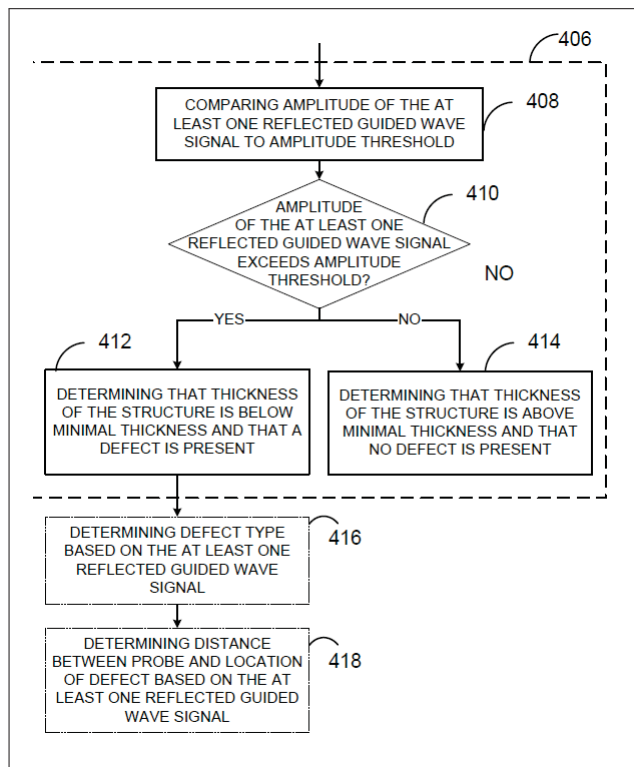 406
COMPARING AMPLITUDE OF THE AT
LEAST ONE REFLECTED GUIDED WAVE
SIGNAL TO AMPLITUDE THRESHOLD
408
AMPLITUDE
OF THE AT LEAST ONE
REFLECTED GUIDED WAVE SIGNAL
EXCEEDS AMPLITUDE
THRESHOLD?
410
NO
YES
NO
412
DETERMINING THAT THICKNESS
OF THE STRUCTURE IS BELOW
MINIMAL THICKNESS AND THAT A
DEFECT IS PRESENT
414
DETERMINING THAT THICKNESS
OF THE STRUCTURE IS ABOVE
MINIMAL THICKNESS AND THAT
NO DEFECT IS PRESENT
DETERMINING DEFECT TYPE
BASED ON THE AT LEAST ONE
REFLECTED GUIDED WAVE
SIGNAL
416
DETERMINING DISTANCE
BETWEEN PROBE AND LOCATION
OF DEFECT BASED ON THE AT
LEAST ONE REFLECTED GUIDED
WAVE SIGNAL
418